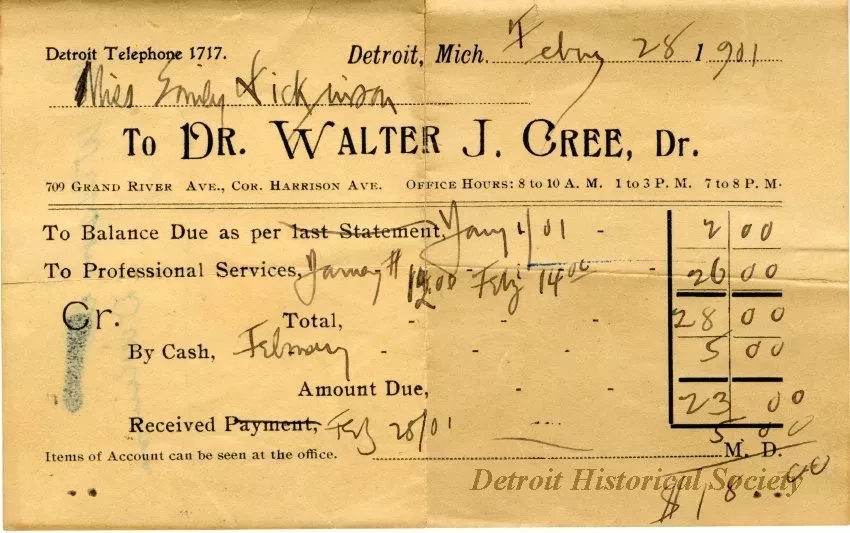 Detroit Telephone 1717. Detroit, Mich. Febry 28 1901
Miss Emily Dickinson
To Dr. Walter J. Cree, Dr.
709 Grand River Ave., Cor. Harrison Ave. Office Hours: 8 to 10 A. M. 1 to 3 P. M. 7 to 8 P. M.
To Balance Due as per last Statement, Jany 1/01 - 2 00
To Professional Services, 12.00 - Feby 14 00 - 26 00
Cr. Total, - - - - 28 00
By Cash, February - - - - 5 00
Amount Due, - - 23 00
Received Payment, Feby 28/01 5 00
Items of Account can be seen at the office. M. D.
$18.00
Detroit Historical Society